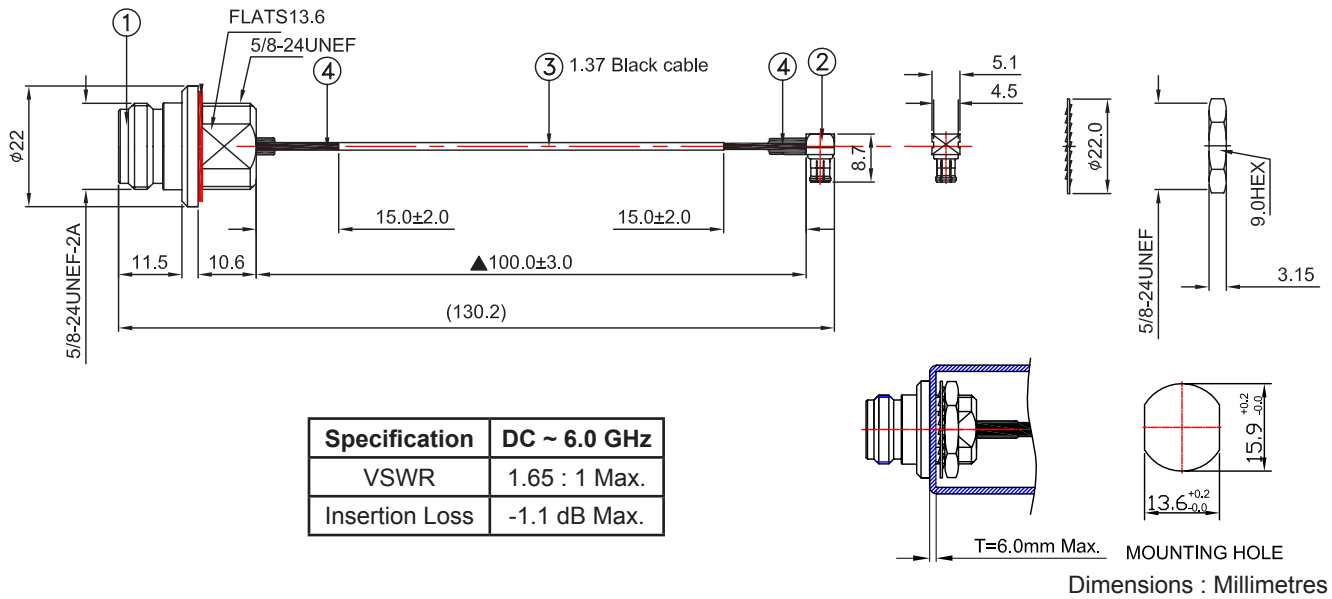 1
FLATS13.6
5/8-24UNEF
4
3 1.37 Black cable
4
2
5.1
4.5
ϕ22
8.7
ϕ22.0
9.0HEX
15.0±2.0
15.0±2.0
5/8-24UNEF-2A
11.5
10.6
▲100.0±3.0
3.15
5/8-24UNEF
(130.2)
Specification DC ~ 6.0 GHz
VSWR 1.65 : 1 Max.
Insertion Loss -1.1 dB Max.
15.9 +0.2 -0.0
13.6 +0.2 -0.0
T=6.0mm Max.
MOUNTING HOLE
Dimensions : Millimetres